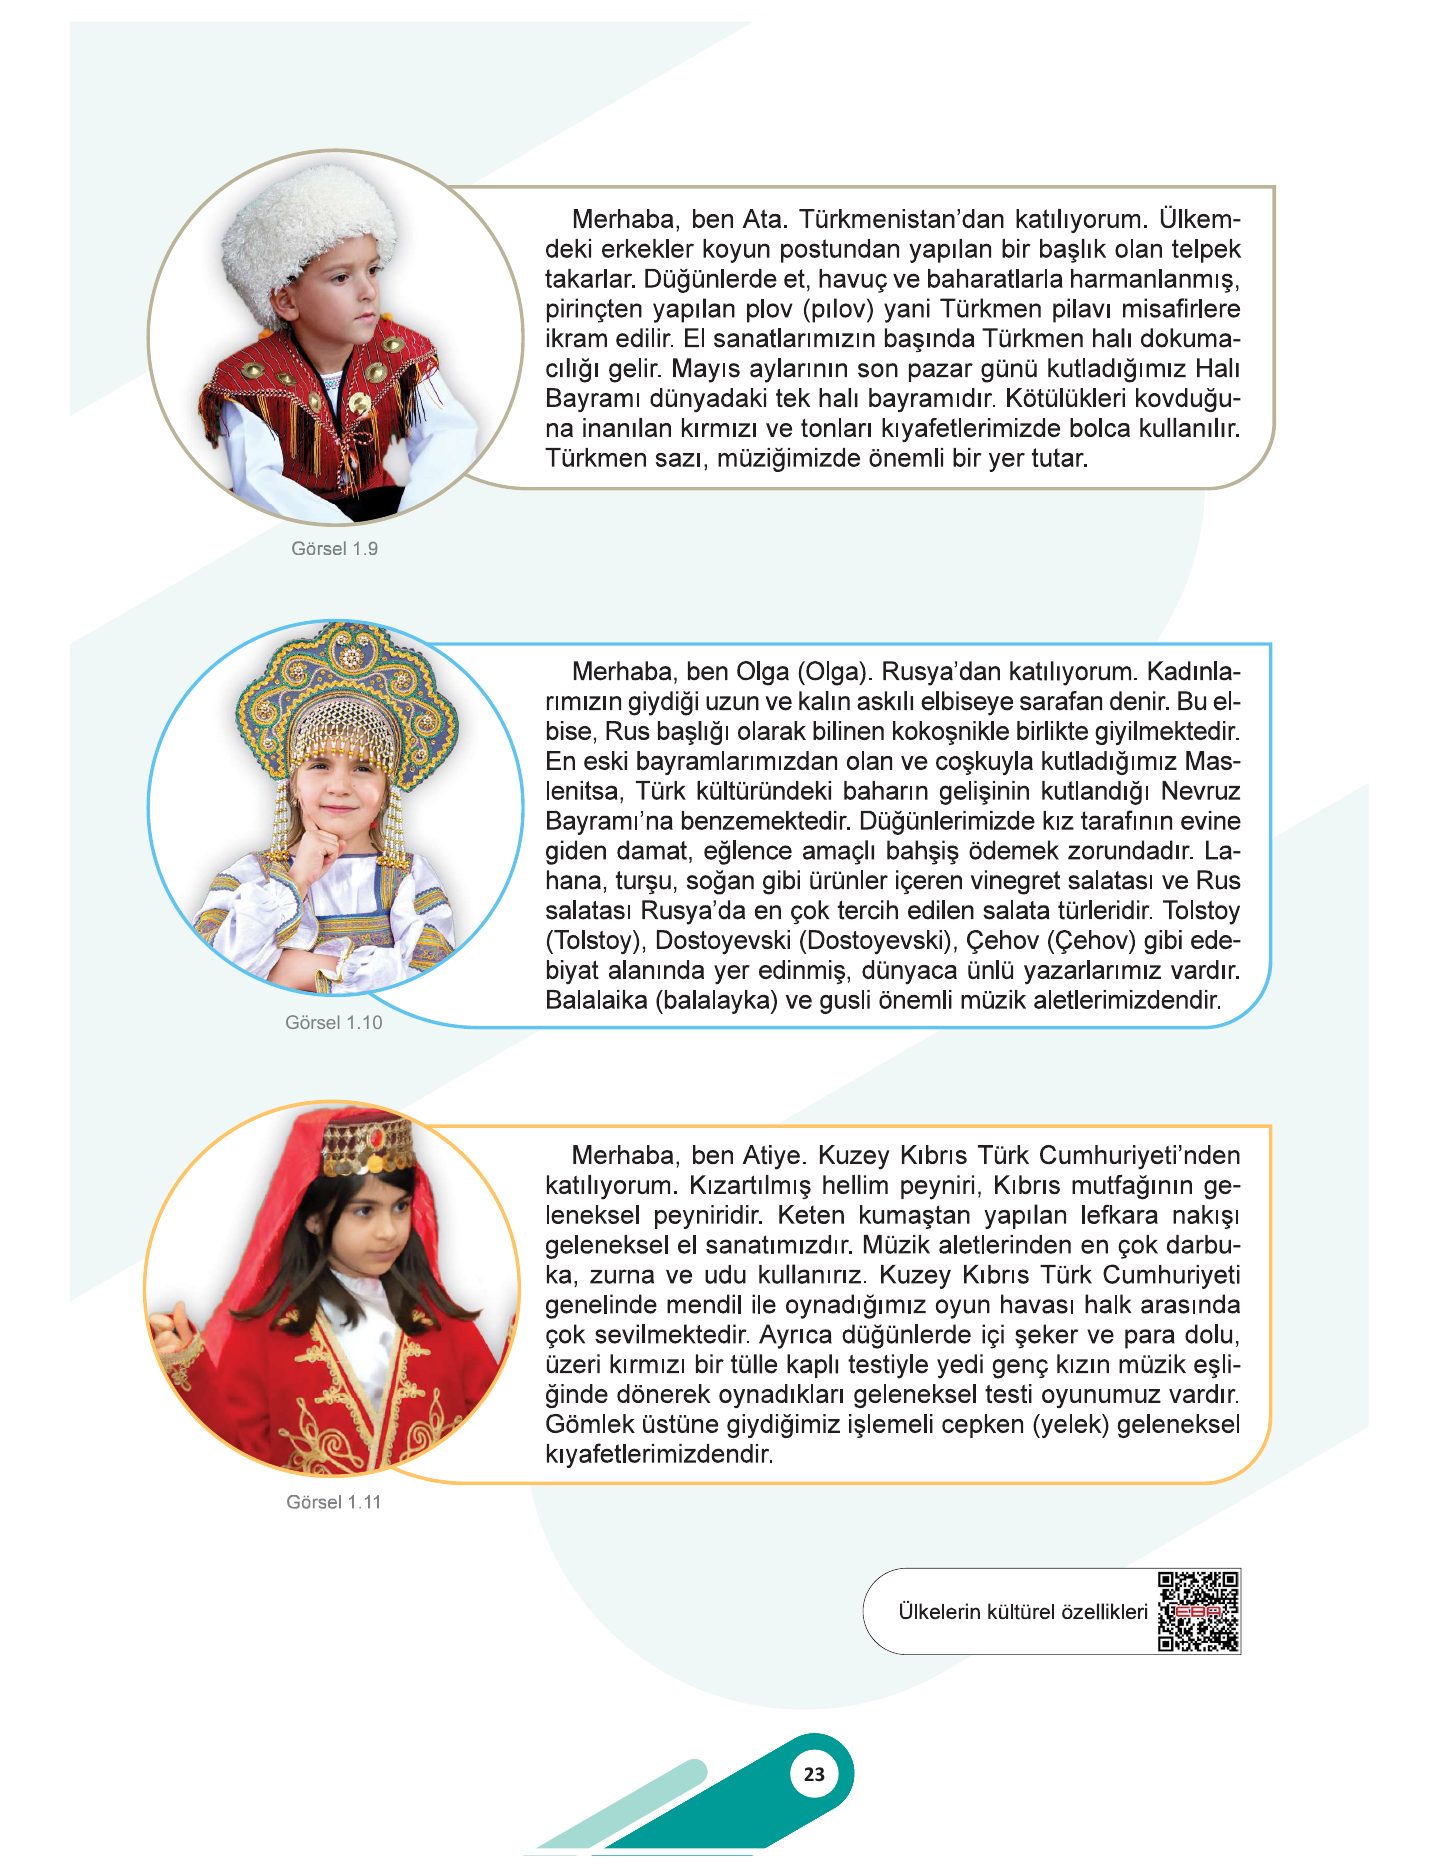 Merhaba, ben Ata. Türkmenistan’dan katılıyorum. Ülkem-
deki erkekler koyun postundan yapılan bir başlık olan telpek
takarlar. Düğünlerde et, havuç ve baharatlarla harmanlanmış,
pirinçten yapılan plov (pılov) yani Türkmen pilavı misafirlere
ikram edilir. El sanatlarımızın başında Türkmen halı dokuma-
cılığı gelir. Mayıs aylarının son pazar günü kutladığımız Halı
Bayramı dünyadaki tek halı bayramıdır. Kötülükleri kovduğu-
na inanılan kırmızı ve tonları kıyafetlerimizde bolca kullanılır.
Türkmen sazı, müziğimizde önemli bir yer tutar.
Görsel 1.9
Merhaba, ben Olga (Olga). Rusya’dan katılıyorum. Kadınla-
rımızın giydiği uzun ve kalın askılı elbiseye sarafan denir. Bu el-
bise, Rus başlığı olarak bilinen kokoşnikle birlikte giyilmektedir.
En eski bayramlarımızdan olan ve coşkuyla kutladığımız Mas-
lenitsa, Türk kültüründeki baharın gelişinin kutlandığı Nevruz
Bayramı’na benzemektedir. Düğünlerimizde kız tarafının evine
giden damat, eğlence amaçlı bahşiş ödemek zorundadır. La-
hana, turşu, soğan gibi ürünler içeren vinegret salatası ve Rus
salatası Rusya’da en çok tercih edilen salata türleridir. Tolstoy
(Tolstoy), Dostoyevski (Dostoyevski), Çehov (Çehov) gibi ede-
biyat alanında yer edinmiş, dünyaca ünlü yazarlarımız vardır.
Balalaika (balalayka) ve gusli önemli müzik aletlerimizdendir.
Görsel 1.10
Merhaba, ben Atiye. Kuzey Kıbrıs Türk Cumhuriyeti’nden
katılıyorum. Kızartılmış hellim peyniri, Kıbrıs mutfağının ge-
leneksel peyniridir. Keten kumaştan yapılan lefkara nakışı
geleneksel el sanatımızdır. Müzik aletlerinden en çok darbu-
ka, zurna ve udu kullanırız. Kuzey Kıbrıs Türk Cumhuriyeti
genelinde mendil ile oynadığımız oyun havası halk arasında
çok sevilmektedir. Ayrıca düğünlerde içi şeker ve para dolu,
üzeri kırmızı bir tülle kaplı testiyle yedi genç kızın müzik eşli-
ğinde dönerek oynadıkları geleneksel testi oyunumuz vardır.
Gömlek üstüne giydiğimiz işlemeli cepken (yelek) geleneksel
kıyafetlerimizdendir.
Görsel 1.11
Ülkelerin kültürel özellikleri
EBA
23